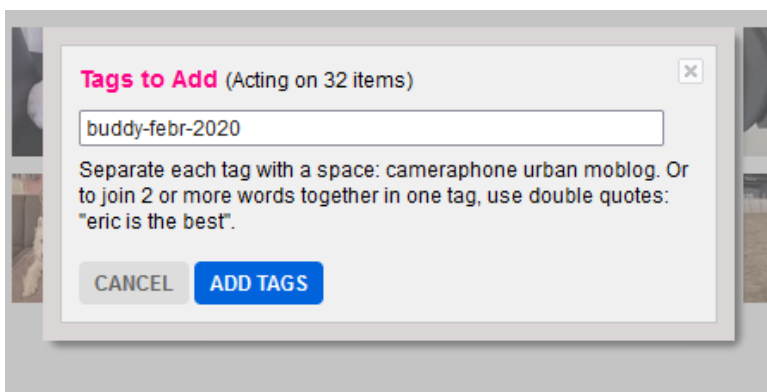 Tags to Add (Acting on 32 items)
buddy-febr-2020
Separate each tag with a space: cameraphone urban moblog. Or
to join 2 or more words together in one tag, use double quotes:
"eric is the best".
CANCEL ADD TAGS